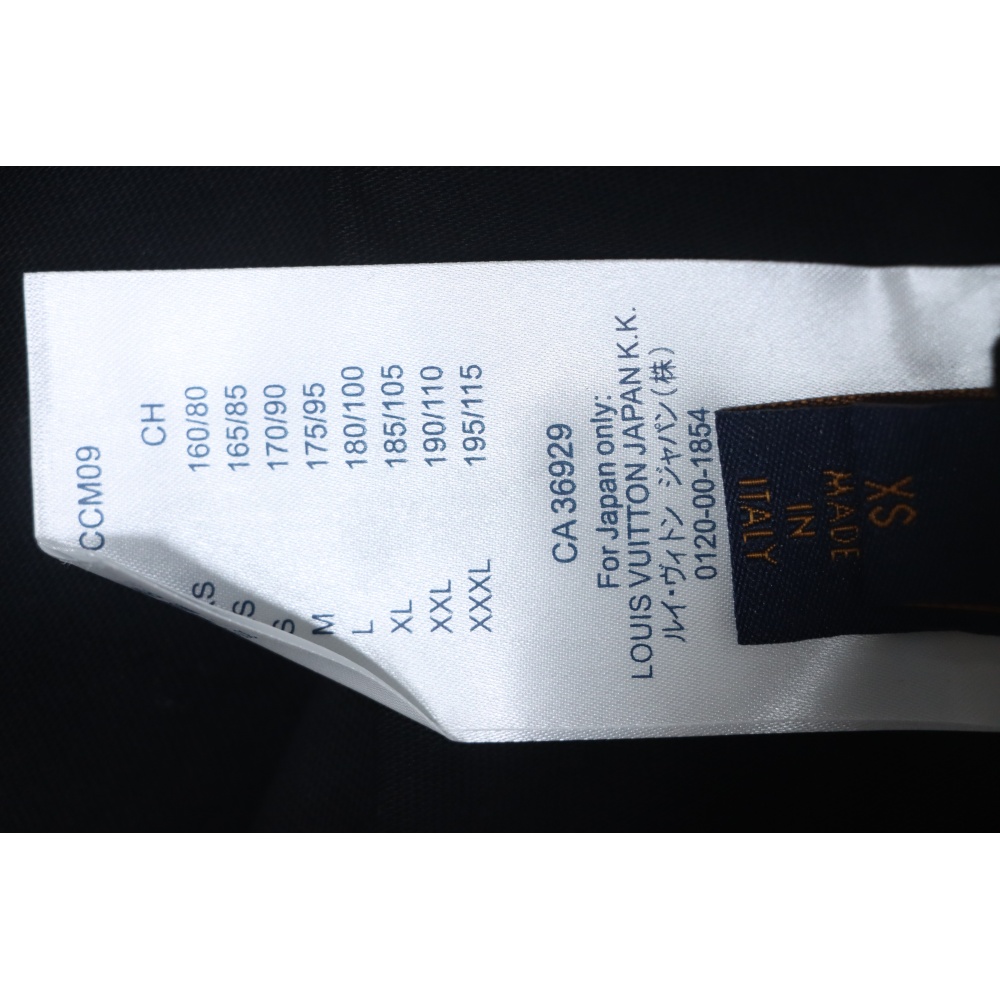 CCM09
CH
160/80
165/85
S 170/90
M 175/95
L 180/100
XL 185/105
XXL 190/110
XXXL 195/115
CA 36929
For Japan only:
LOUIS VUITTON JAPAN K.K.
ルイ・ヴィトン ジャパン(株)
0120-00-1854
XS
MADE
IN
ITALY